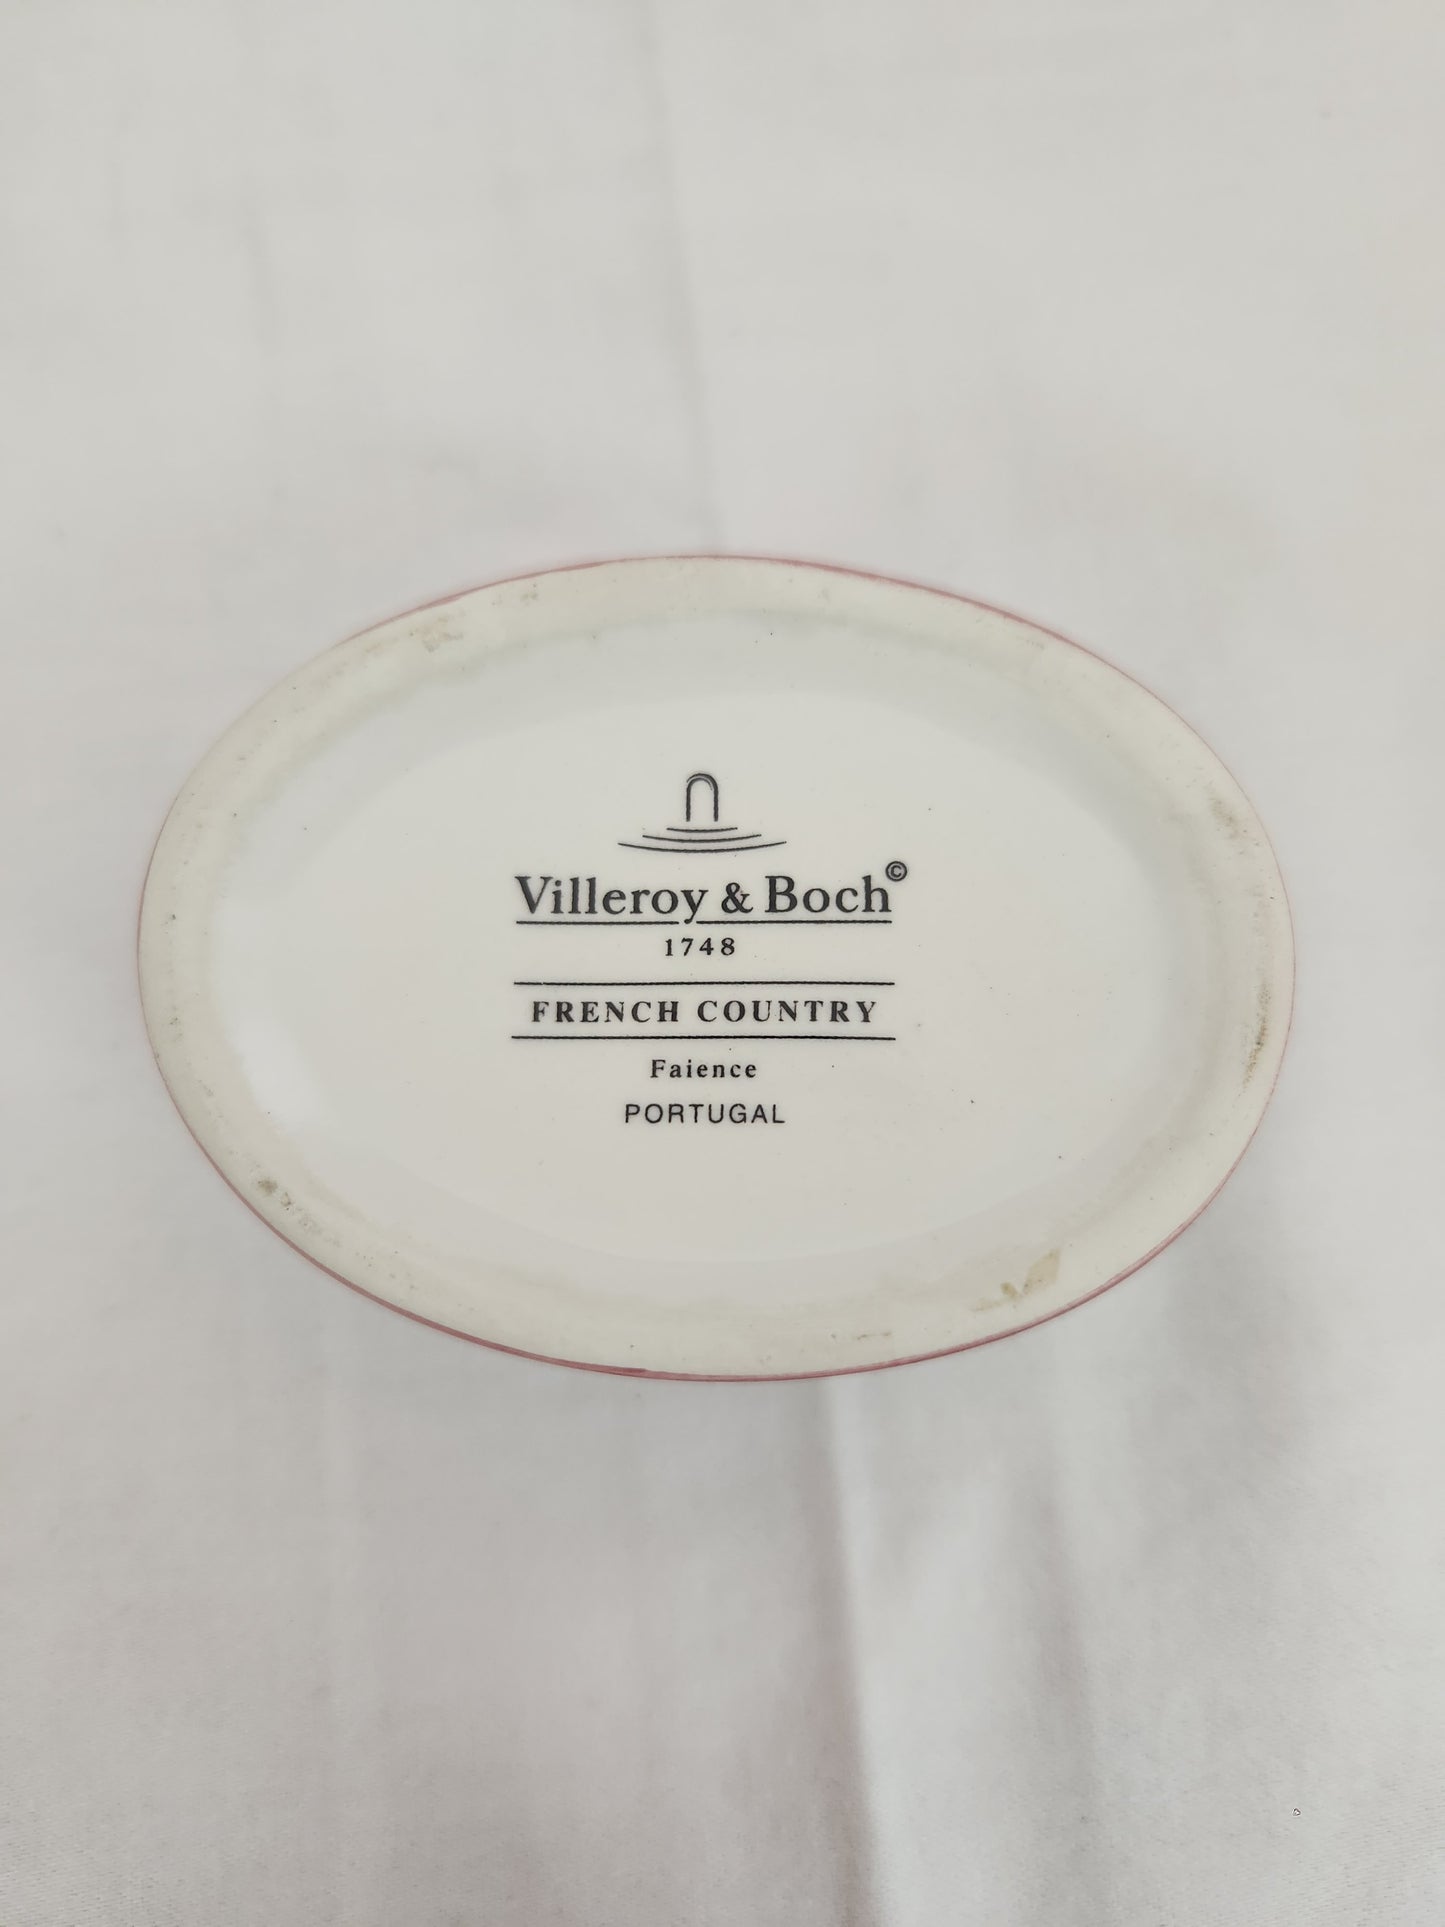 Villeroy & Boch©
1748
FRENCH COUNTRY
Faience
PORTUGAL